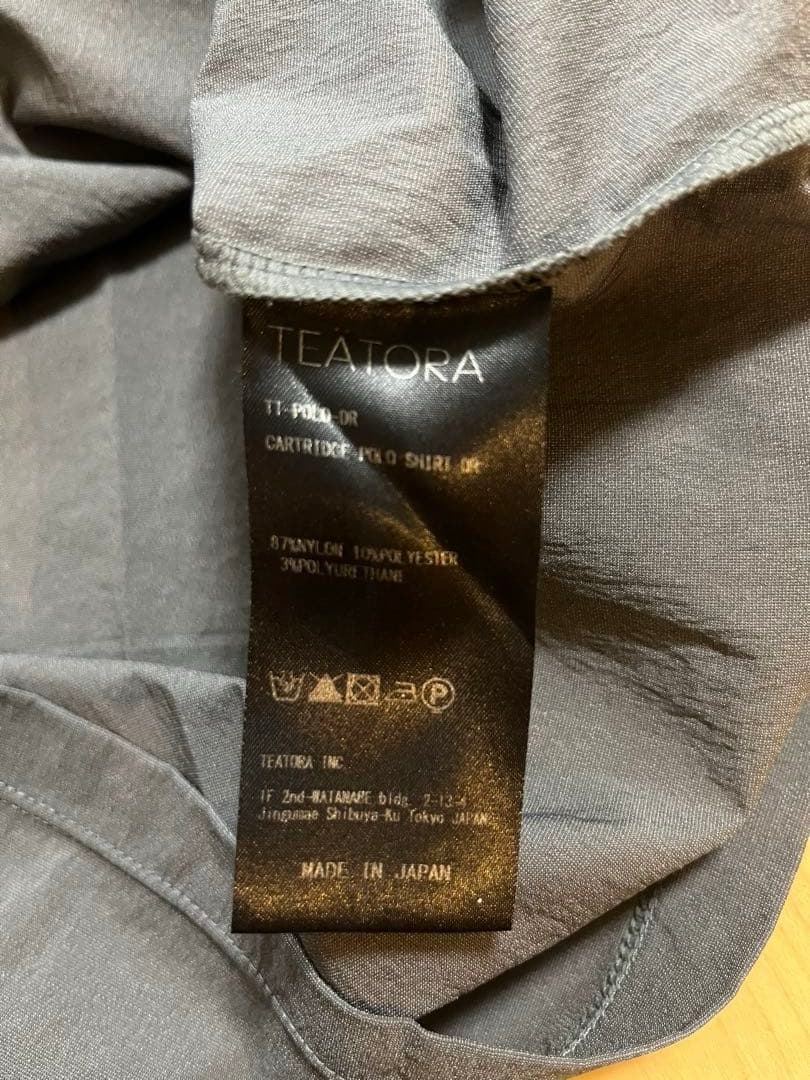 TEÄTORA
TT-POLO-DR
CARTRIDGE POLO SHIRT DR
87%NYLON 10%POLYESTER
3%POLYURETHANE
P
TEATORA INC.
1F 2nd-WATANABE bldg. 2-13-4
Jingumae Shibuya-Ku Tokyo JAPAN
MADE IN JAPAN